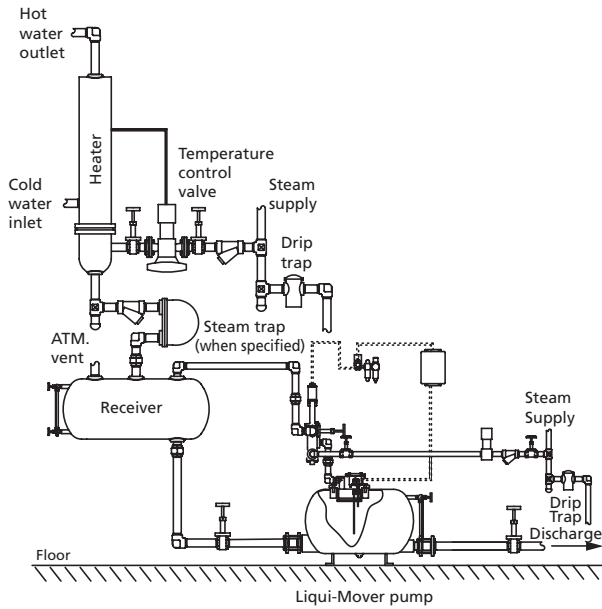 Hot
water
outlet
Heater
Temperature
control
valve
Cold
water
inlet
Steam
supply
Drip
trap
Steam trap
(when specified)
ATM.
vent
Receiver
Steam
Supply
Drip
Trap
Discharge
Floor
Liqui-Mover pump